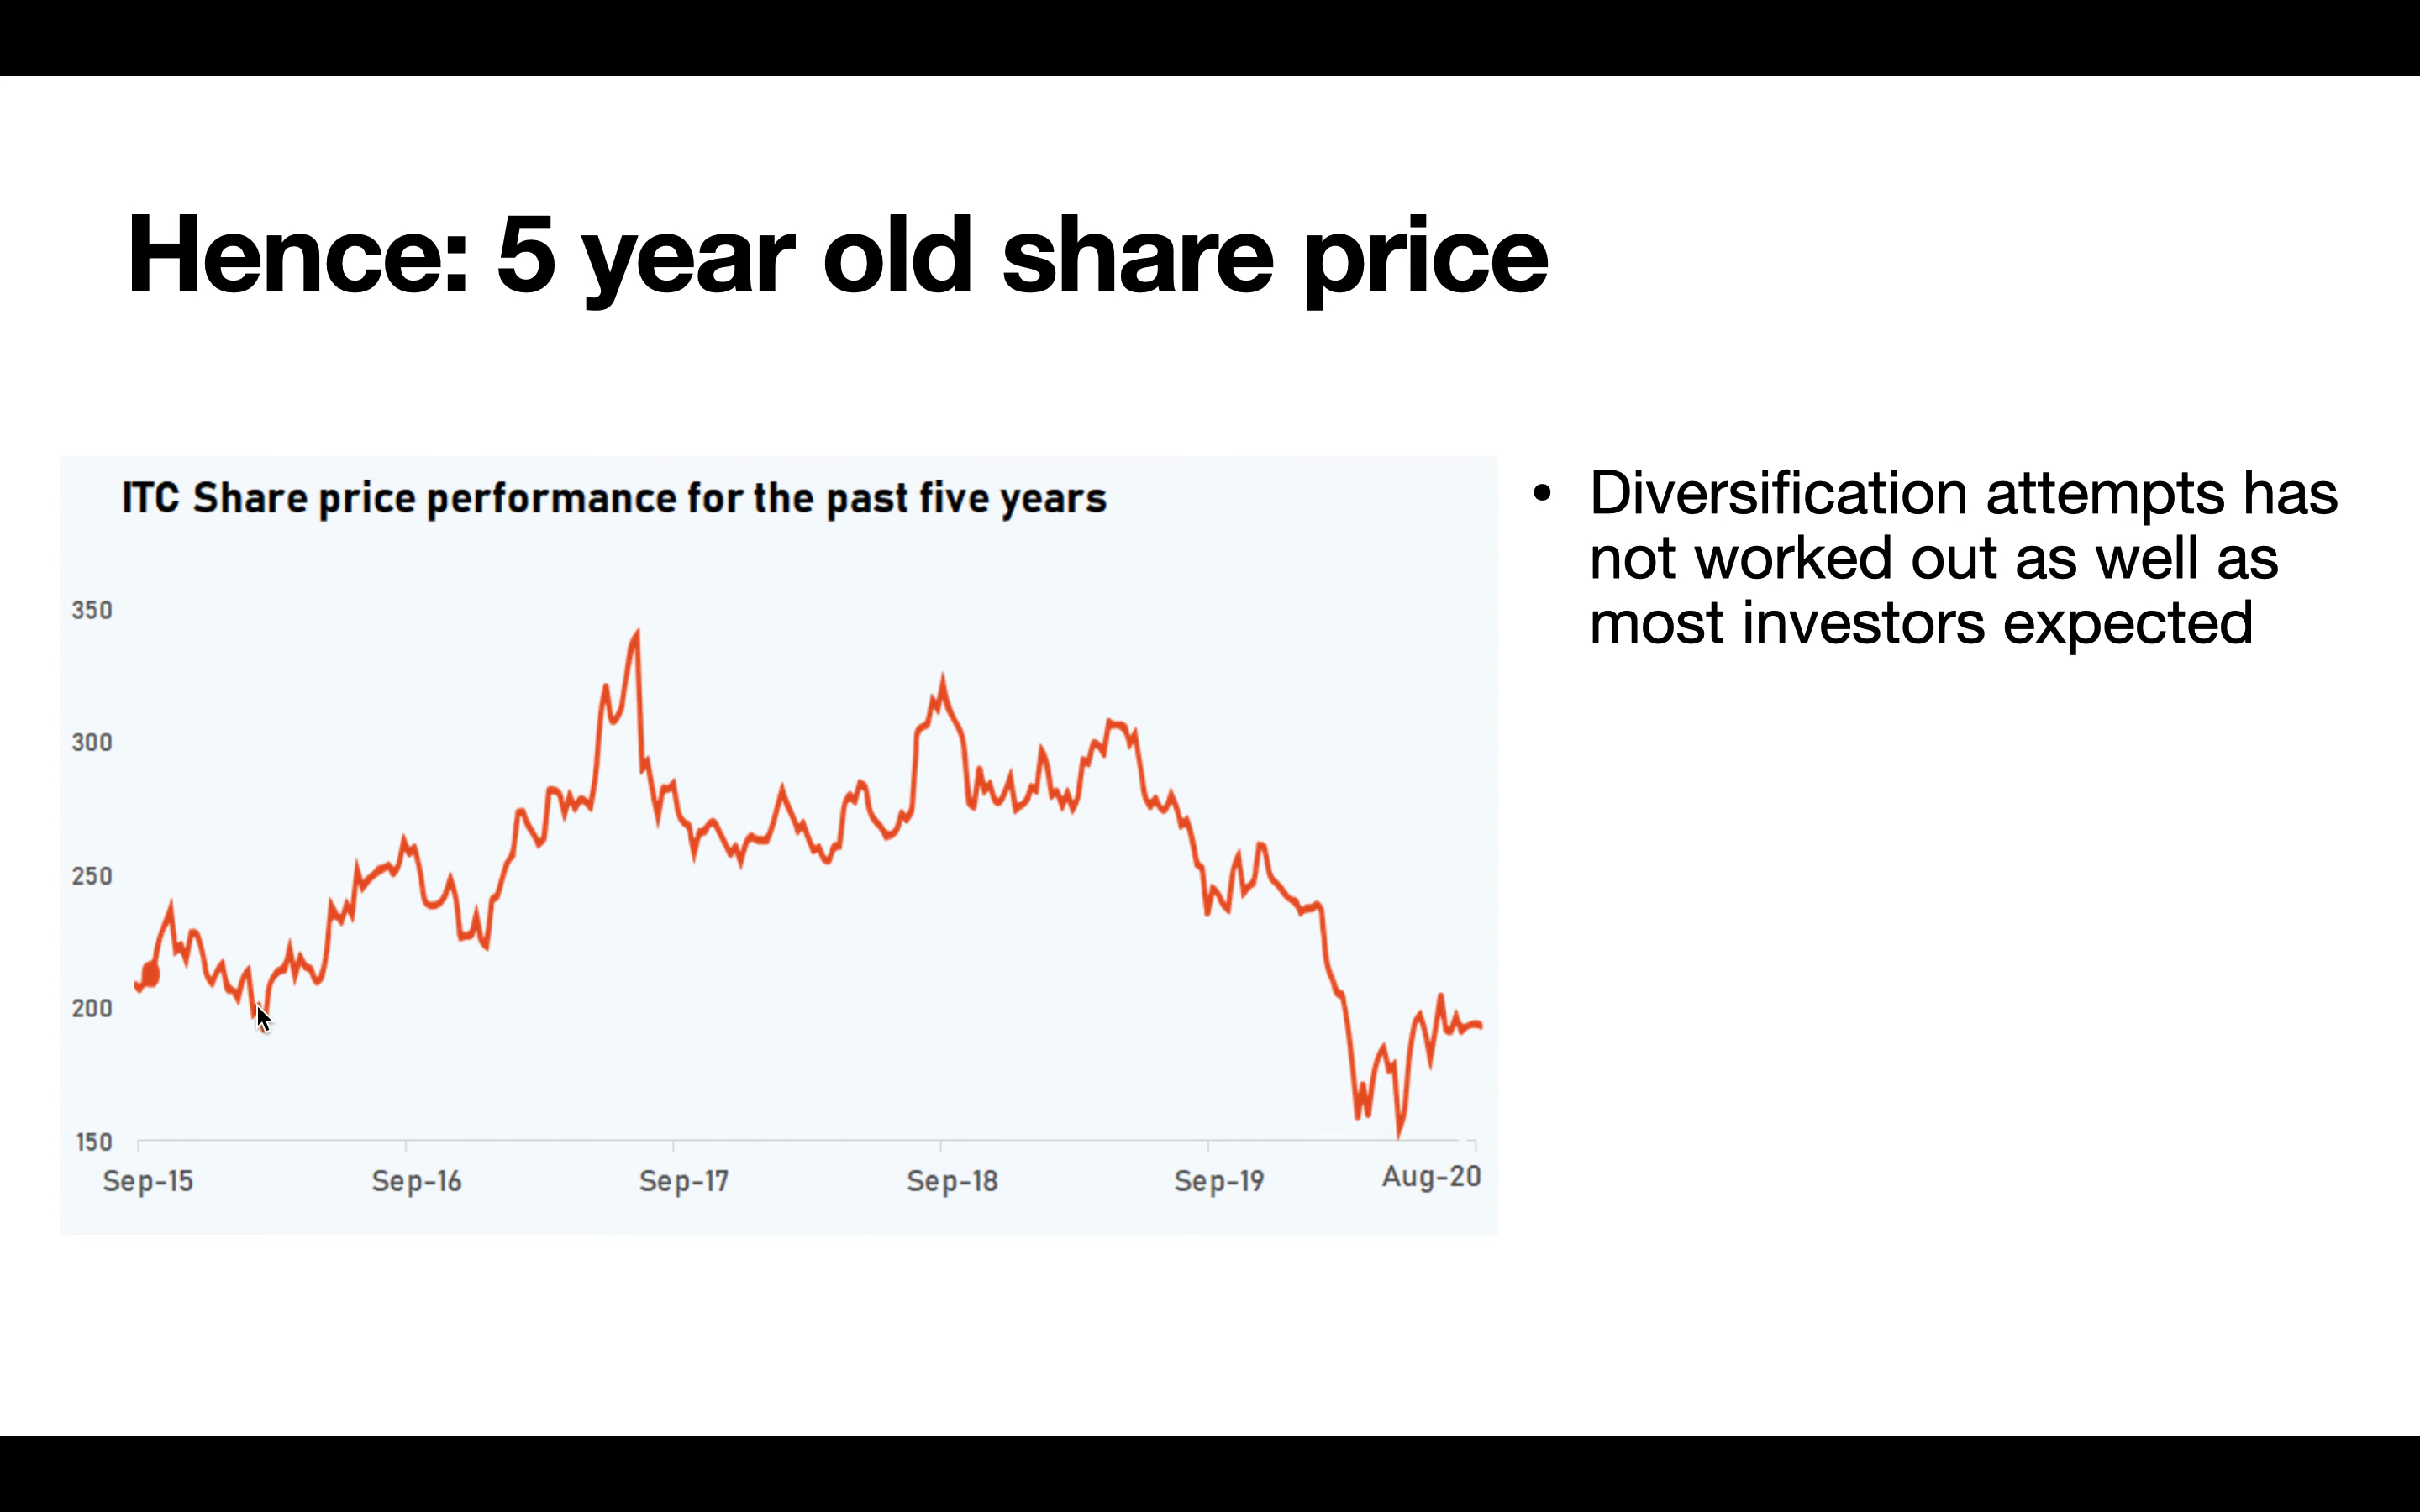 Hence: 5 year old share price
ITC Share price performance for the past five years
350
300
250
200
150
Sep-15
Sep-16
Sep-17
Sep-18
Sep-19
Aug-20
• Diversification attempts has
not worked out as well as
most investors expected